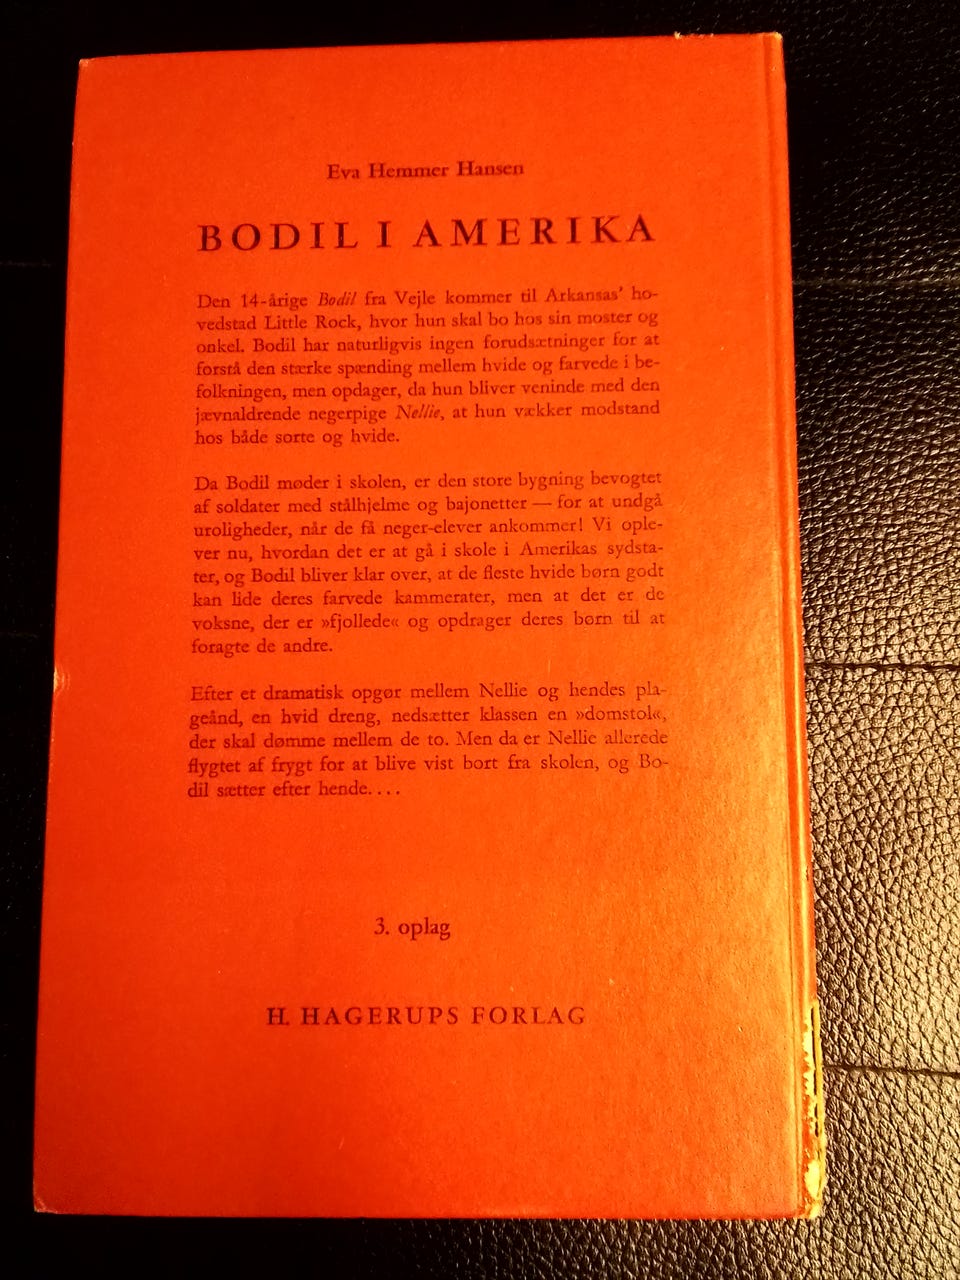 Eva Hemmer Hansen
BODIL I AMERIKA
Den 14-årige Bodil fra Vejle kommer til Arkansas' ho-
vedstad Little Rock, hvor hun skal bo hos sin moster og
onkel. Bodil har naturligvis ingen forudsætninger for at
forstå den stærke spænding mellem hvide og farvede i be-
folkningen, men opdager, da hun bliver veninde med den
jævnaldrende negerpige Nellie, at hun vækker modstand
hos både sorte og hvide.
Da Bodil møder i skolen, er den store bygning bevogtet
af soldater med stålhjelme og bajonetter — for at undgå
uroligheder, når de få neger-elever ankommer! Vi ople-
ver nu, hvordan det er at gå i skole i Amerikas sydsta-
ter, og Bodil bliver klar over, at de fleste hvide børn godt
kan lide deres farvede kammerater, men at det er de
voksne, der er »fjollede« og opdrager deres børn til at
foragte de andre.
Efter et dramatisk opgør mellem Nellie og hendes pla-
geånd, en hvid dreng, nedsætter klassen en »domstol«,
der skal dømme mellem de to. Men da er Nellie allerede
flygtet af frygt for at blive vist bort fra skolen, og Bo-
dil sætter efter hende....
3. oplag
H. HAGERUPS FORLAG